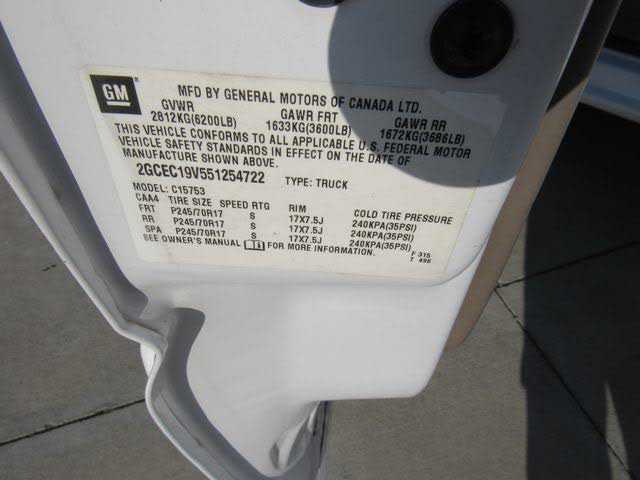 GM
MFD BY GENERAL MOTORS OF CANADA LTD.
GVWR GAWR FRT GAWR RR
2812KG(6200LB) 1633KG(3600LB) 1672KG(3686LB)
THIS VEHICLE CONFORMS TO ALL APPLICABLE U.S. FEDERAL MOTOR
VEHICLE SAFETY STANDARDS IN EFFECT ON THE DATE OF
MANUFACTURE SHOWN ABOVE.
2GCEC19V551254722 TYPE: TRUCK
MODEL: C15753
CAA4 TIRE SIZE SPEED RTG RIM COLD TIRE PRESSURE
FRT P245/70R17 S 17X7.5J 240KPA(35PSI)
RR P245/70R17 S 17X7.5J 240KPA(35PSI)
SPA P245/70R17 S 17X7.5J 240KPA(35PSI)
SEE OWNER'S MANUAL FOR MORE INFORMATION.
F 315
T 498